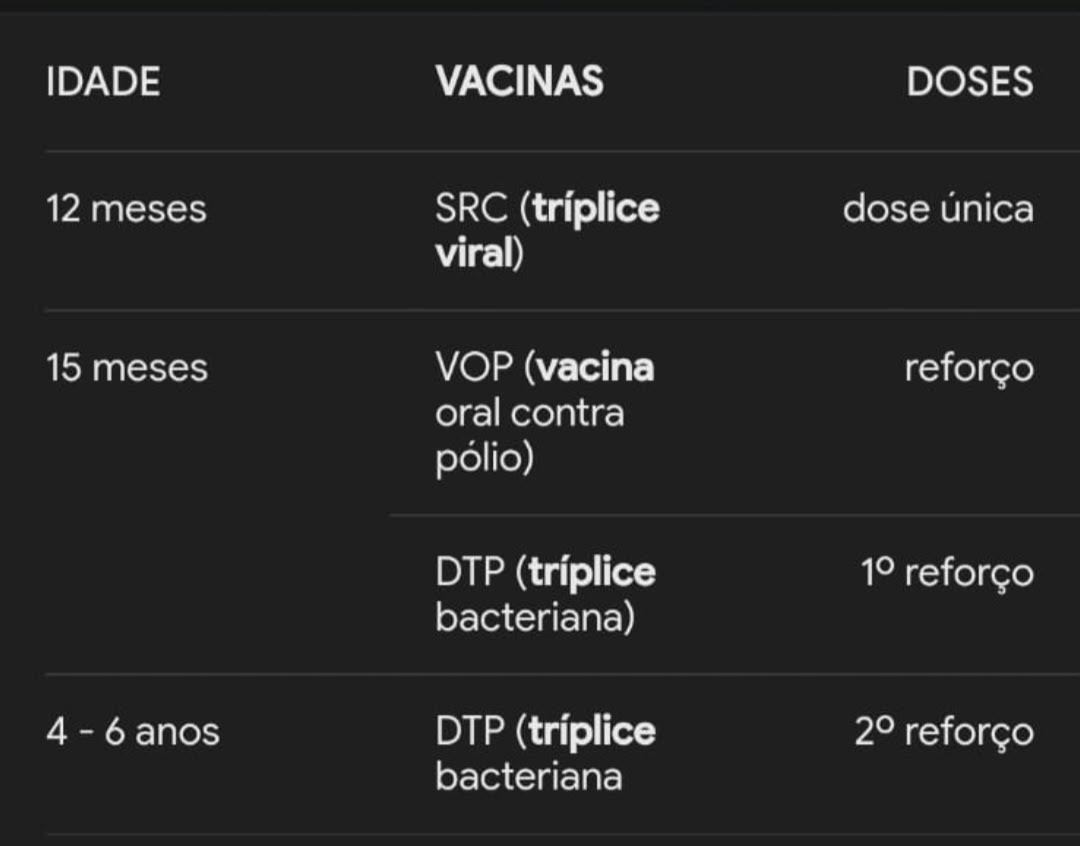 IDADE VACINAS DOSES
12 meses SRC (tríplice dose única
viral)
15 meses VOP (vacina reforço
oral contra
pólio)
DTP (tríplice 1º reforço
bacteriana)
4 - 6 anos DTP (tríplice 2º reforço
bacteriana